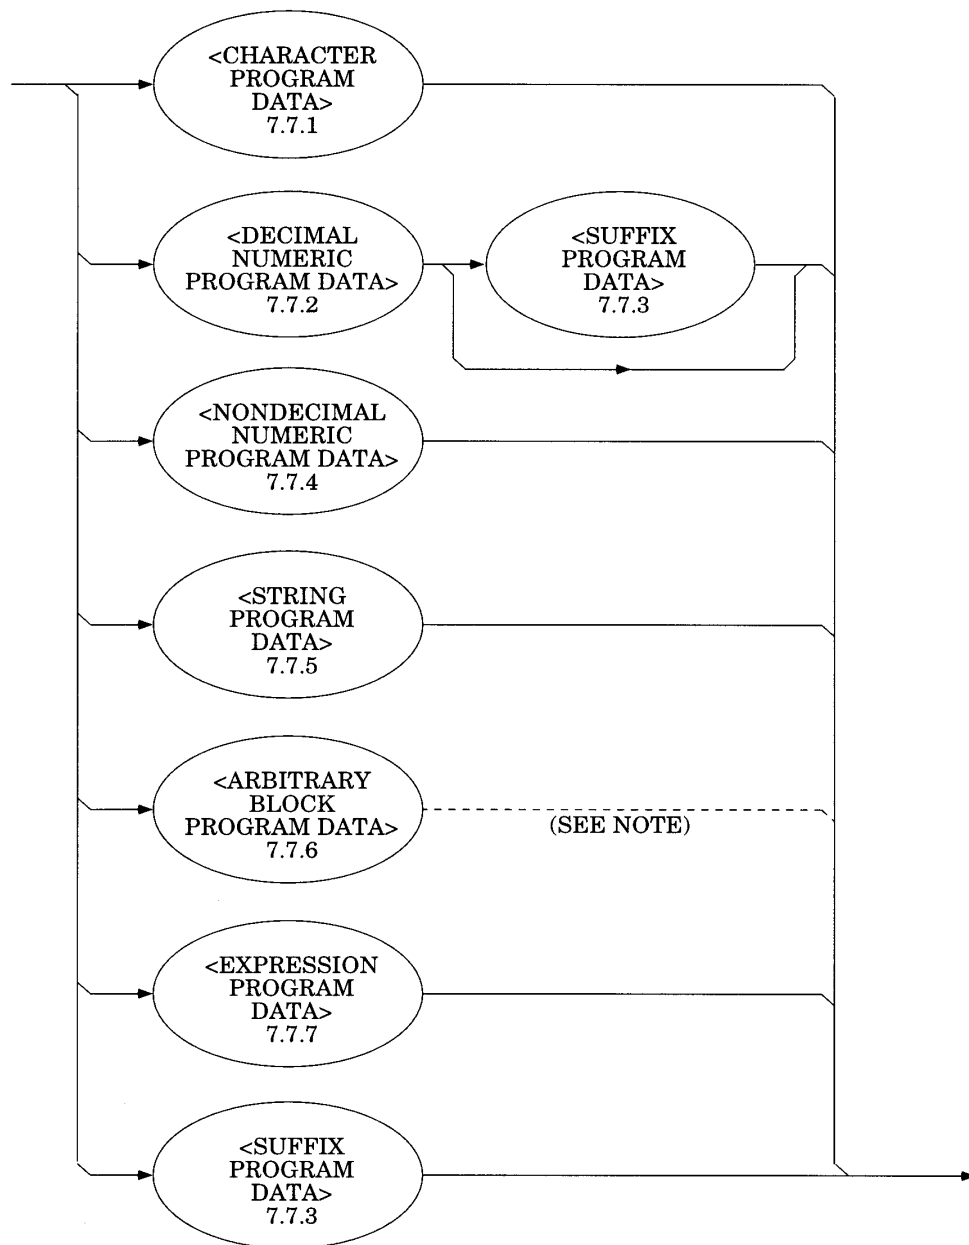 <CHARACTER
PROGRAM
DATA>
7.7.1
<DECIMAL
NUMERIC
PROGRAM DATA>
7.7.2
<SUFFIX
PROGRAM
DATA>
7.7.3
<NONDECIMAL
NUMERIC
PROGRAM DATA>
7.7.4
<STRING
PROGRAM
DATA>
7.7.5
<ARBITRARY
BLOCK
PROGRAM DATA>
7.7.6
(SEE NOTE)
<EXPRESSION
PROGRAM
DATA>
7.7.7
<SUFFIX
PROGRAM
DATA>
7.7.3